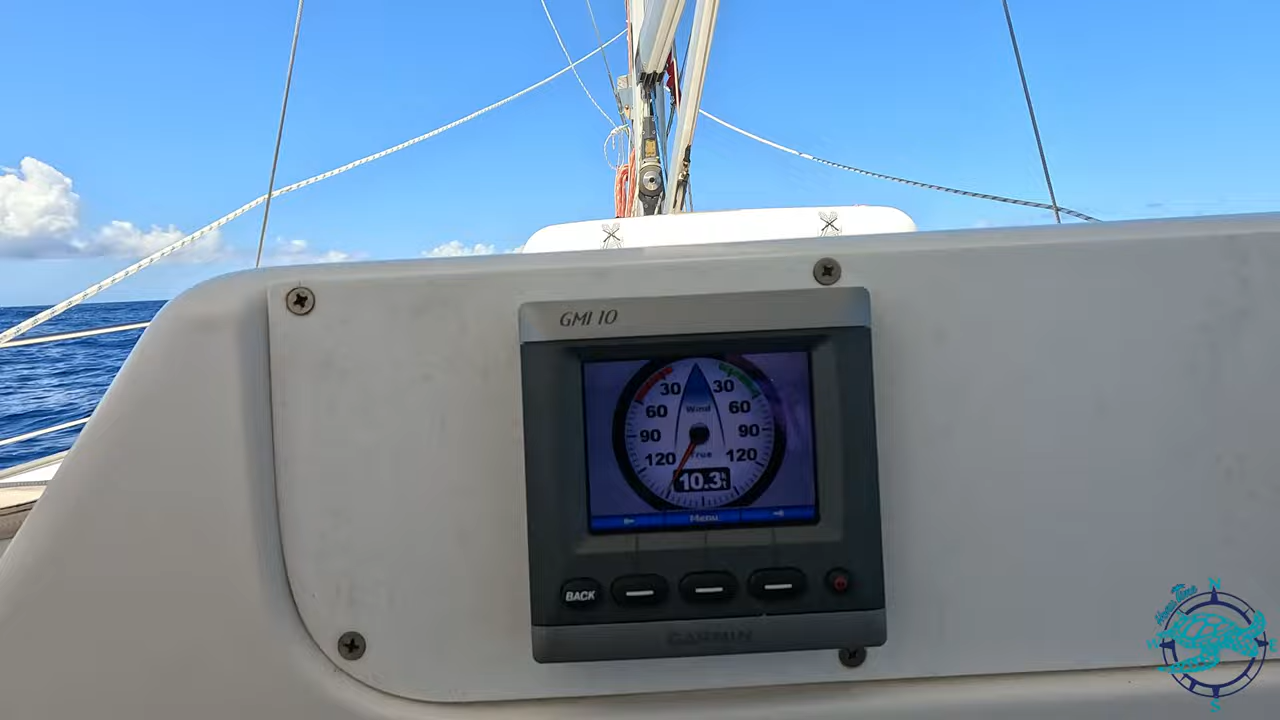 GMI 10
30 30
60 Wind 60
90 90
120 True 120
10.3
Menu
BACK
GARMIN
N
E
S